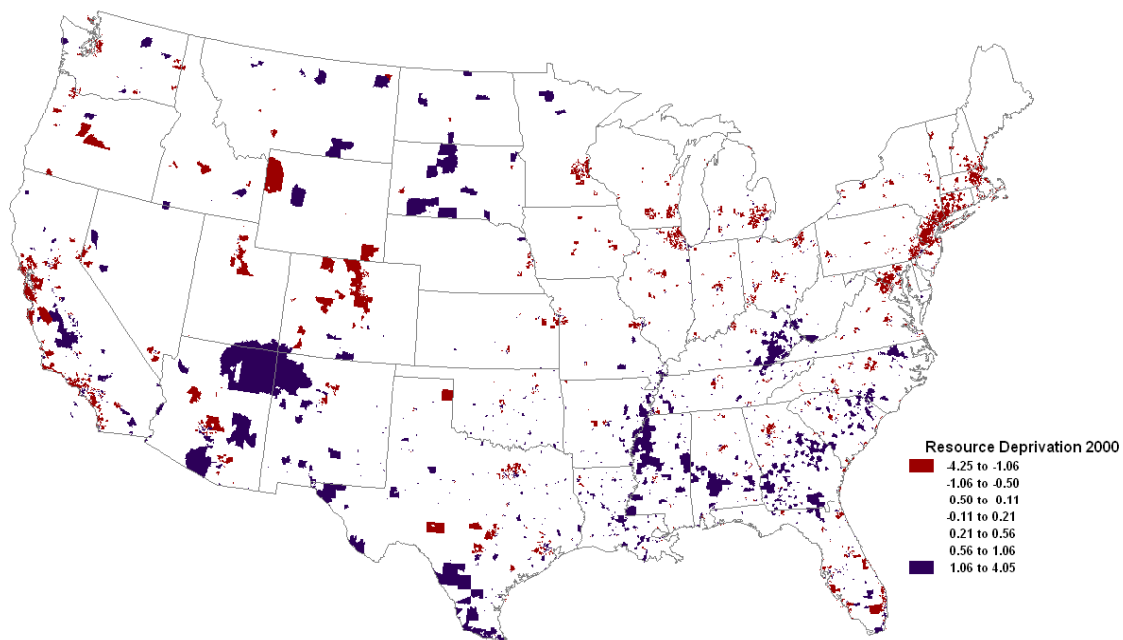 Resource Deprivation 2000
-4.25 to -1.06
-1.06 to -0.50
0.50 to 0.11
-0.11 to 0.21
0.21 to 0.56
0.56 to 1.06
1.06 to 4.05